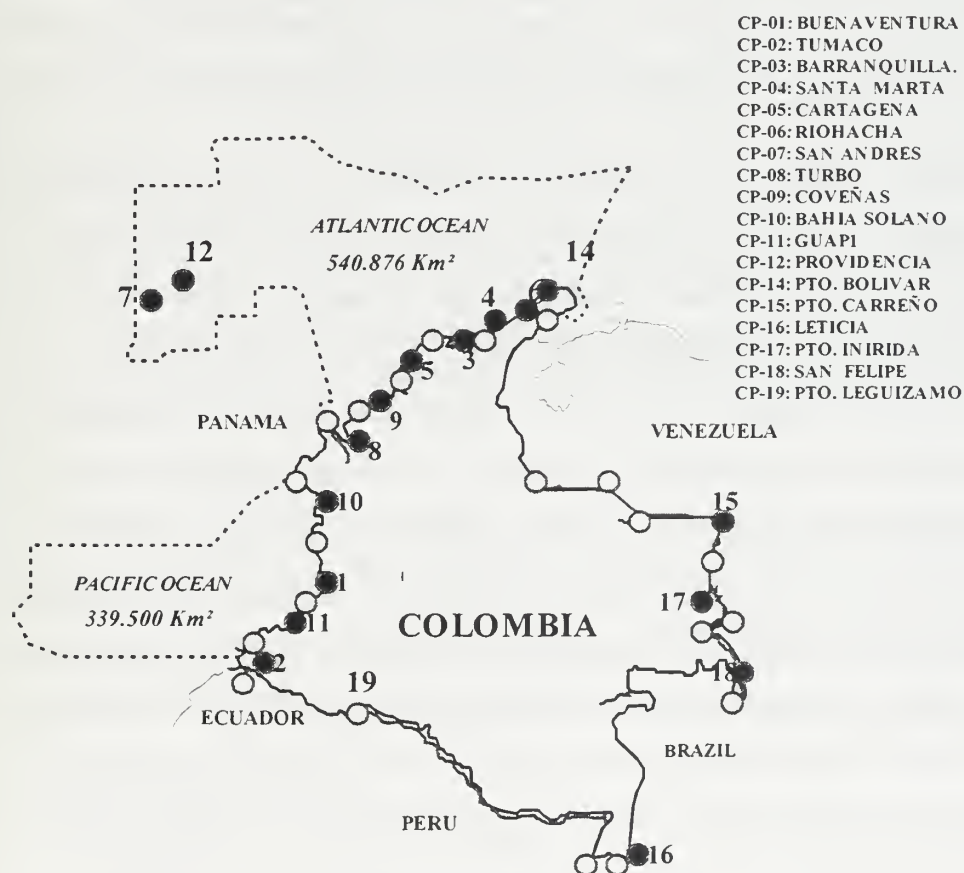 CP-01: BUENAVENTURA
CP-02: TUMACO
CP-03: BARRANQUILLA.
CP-04: SANTA MARTA
CP-05: CARTAGENA
CP-06: RIOHACHA
CP-07: SAN ANDRES
CP-08: TURBO
CP-09: COVEÑAS
CP-10: BAHIA SOLANO
CP-11: GUAPI
CP-12: PROVIDENCIA
CP-14: PTO. BOLIVAR
CP-15: PTO. CARREÑO
CP-16: LETICIA
CP-17: PTO. INIRIDA
CP-18: SAN FELIPE
CP-19: PTO. LEGUIZAMO
ATLANTIC OCEAN
540.876 Km²
12
7
14
4
3
5
9
8
PANAMA
VENEZUELA
10
15
PACIFIC OCEAN
339.500 Km²
1
17
11
COLOMBIA
2
18
19
ECUADOR
BRAZIL
PERU
16